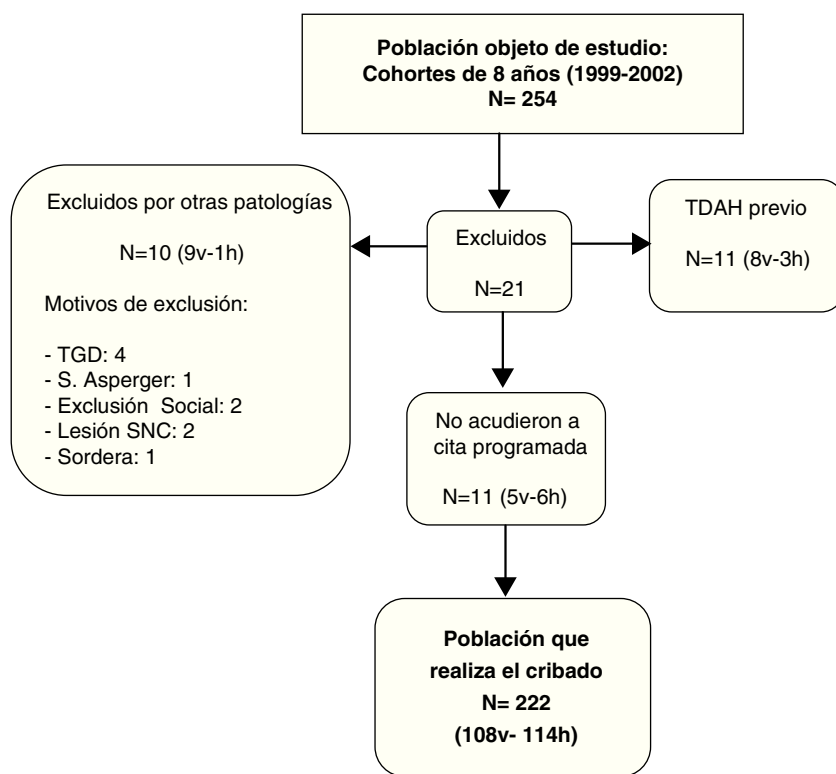 Población objeto de estudio:
Cohortes de 8 años (1999-2002)
N= 254
Excluidos por otras patologías
N=10 (9v-1h)
Motivos de exclusión:
- TGD: 4
- S. Asperger: 1
- Exclusión Social: 2
- Lesión SNC: 2
- Sordera: 1
Excluidos
N=21
TDAH previo
N=11 (8v-3h)
No acudieron a
cita programada
N=11 (5v-6h)
Población que
realiza el cribado
N= 222
(108v- 114h)